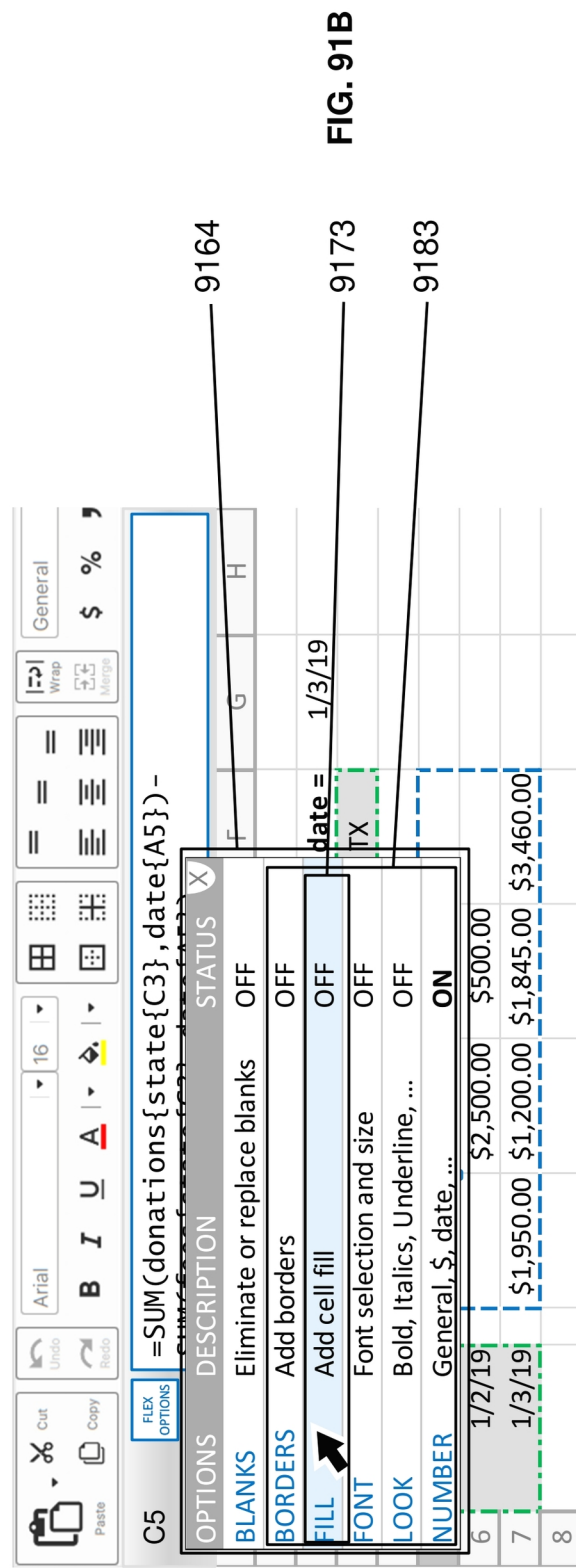 Cut
Paste
Copy
Undo
Redo
Arial
16
B I U A
Wrap
Merge
General
$ % ,
C5
FLEX OPTIONS
=SUM(donations{state{C3},date{A5})-
OPTIONS DESCRIPTION STATUS X
BLANKS Eliminate or replace blanks OFF
BORDERS Add borders OFF
FILL Add cell fill OFF
FONT Font selection and size OFF
LOOK Bold, Italics, Underline, ... OFF
NUMBER General, $, date, ... ON
F G H
date = 1/3/19
TX
6 1/2/19 $2,500.00 $500.00
7 1/3/19 $1,950.00 $1,200.00 $1,845.00 $3,460.00
8
9164
9173
9183
FIG. 91B